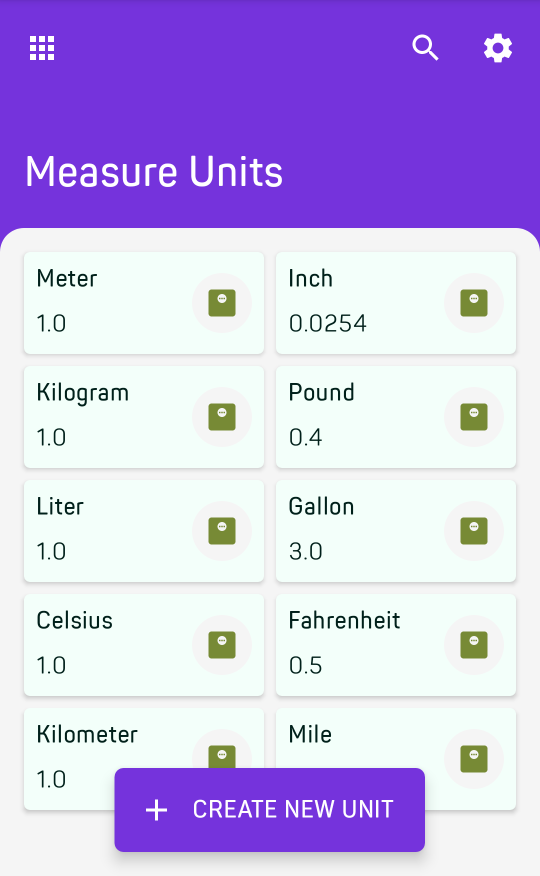 Measure Units
Meter
1.0
Inch
0.0254
Kilogram
1.0
Pound
0.4
Liter
1.0
Gallon
3.0
Celsius
1.0
Fahrenheit
0.5
Kilometer
1.0
Mile
CREATE NEW UNIT